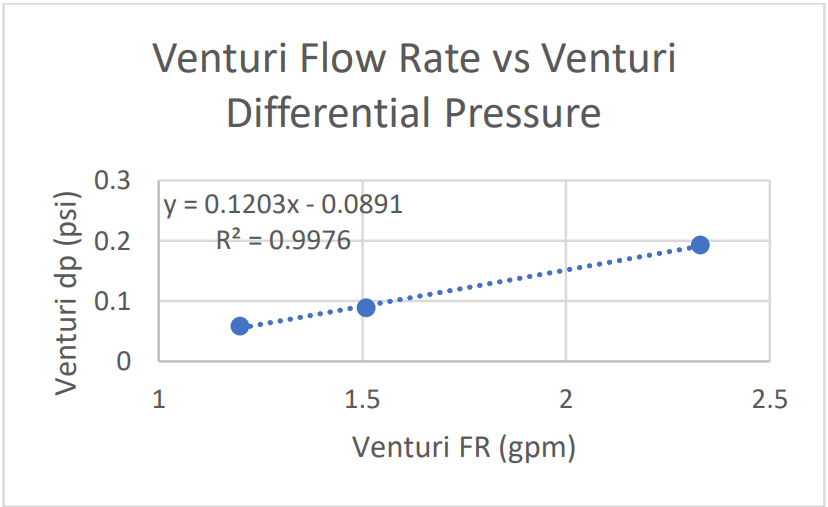 Venturi Flow Rate vs Venturi
Differential Pressure
Venturi dp (psi)
0.3
0.2
0.1
0
y = 0.1203x - 0.0891
R² = 0.9976
1 1.5 2 2.5
Venturi FR (gpm)